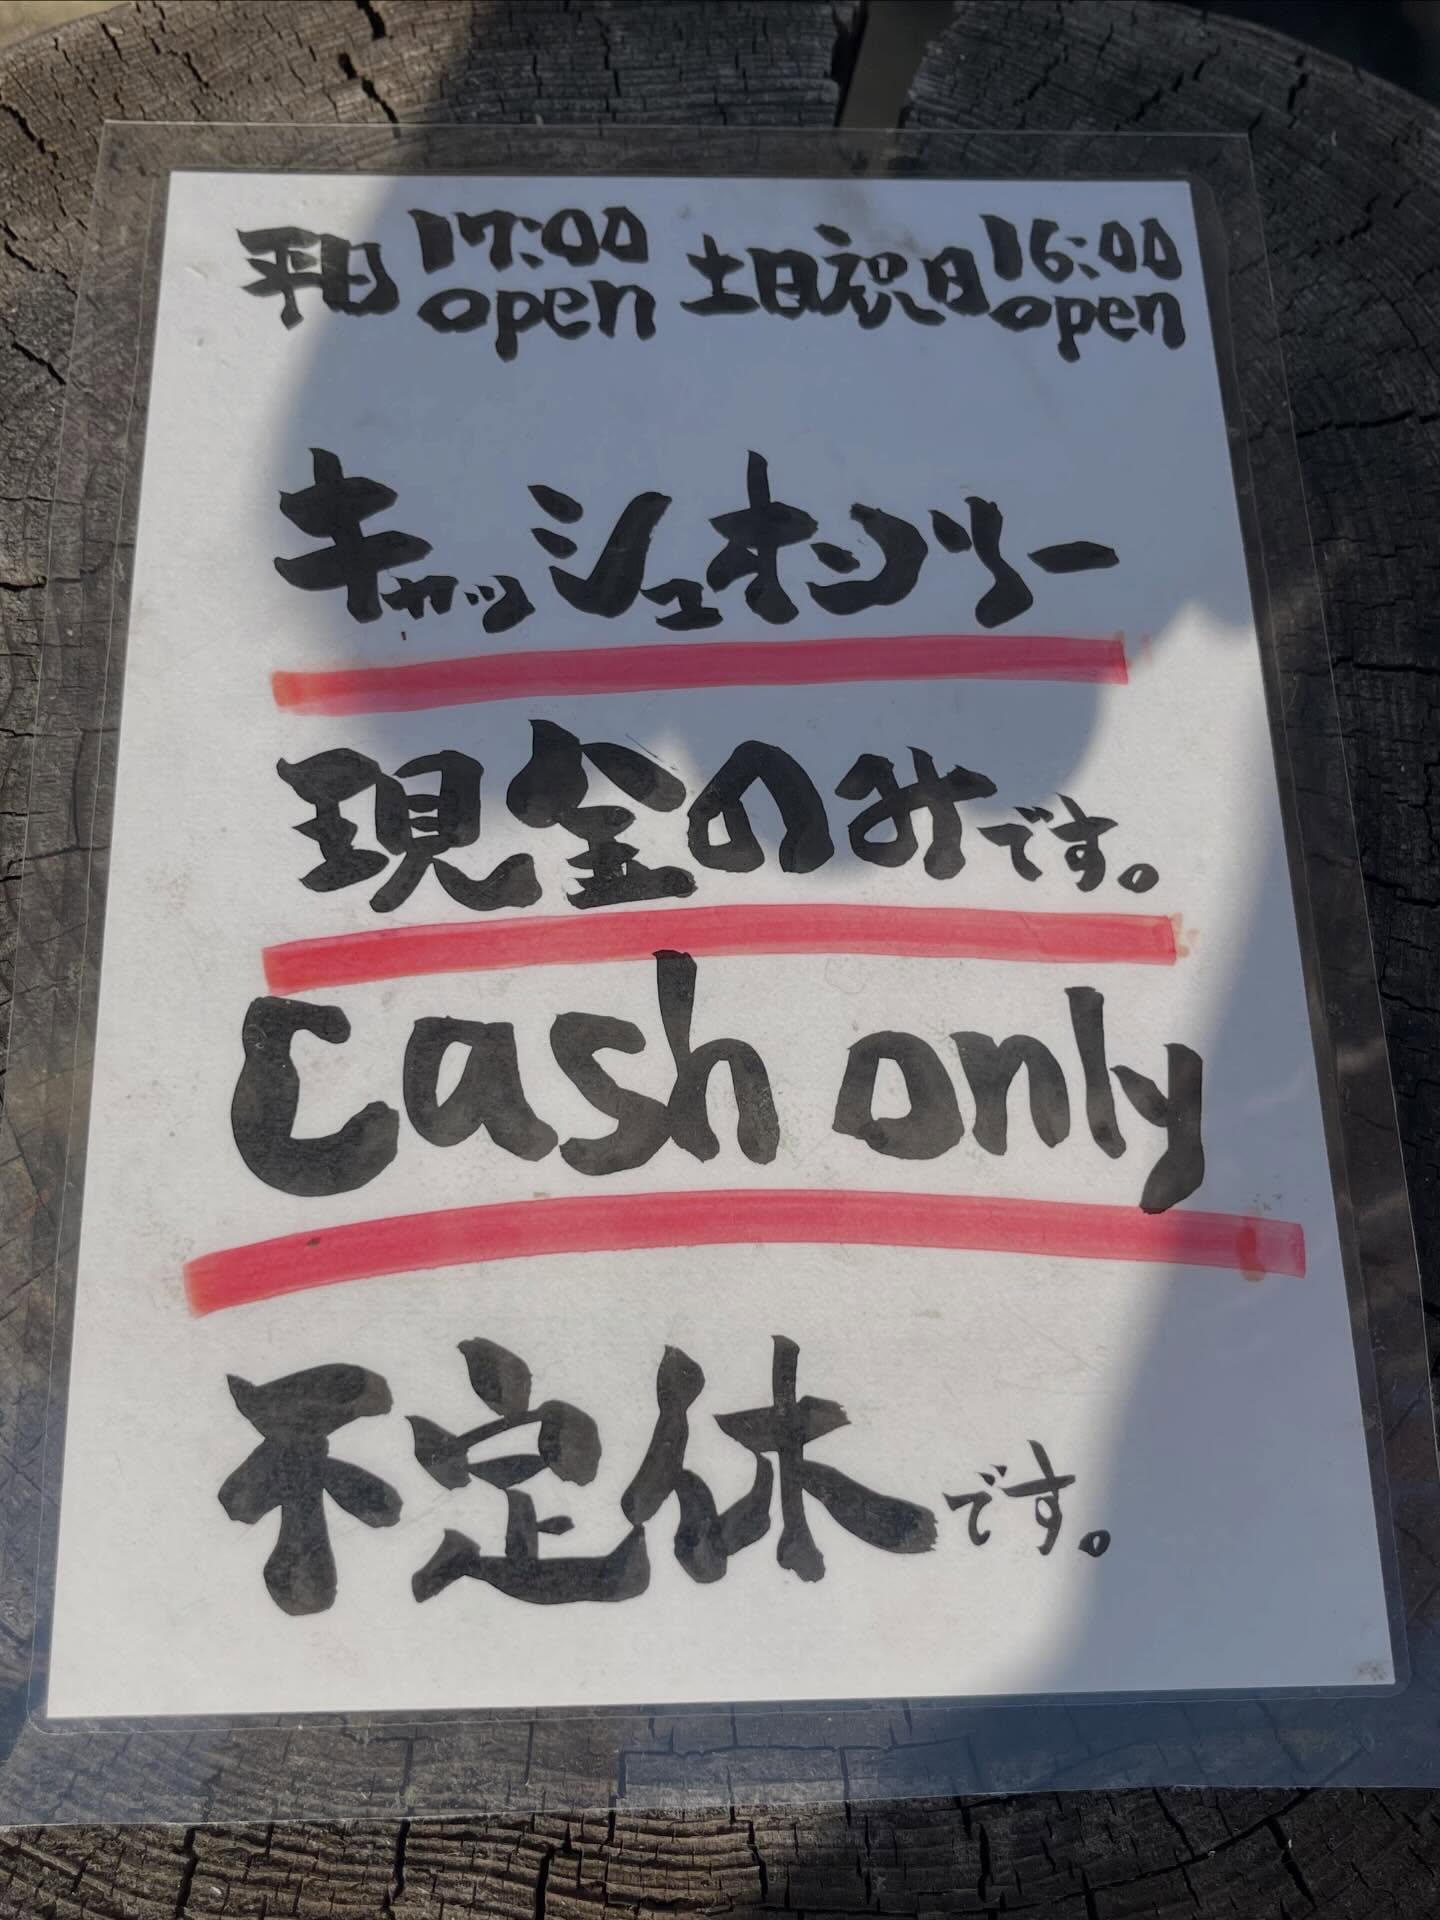 平日 17:00 open 土日祝日 16:00 open
キャッシュオンリー
現金のみです。
Cash only
不定休です。